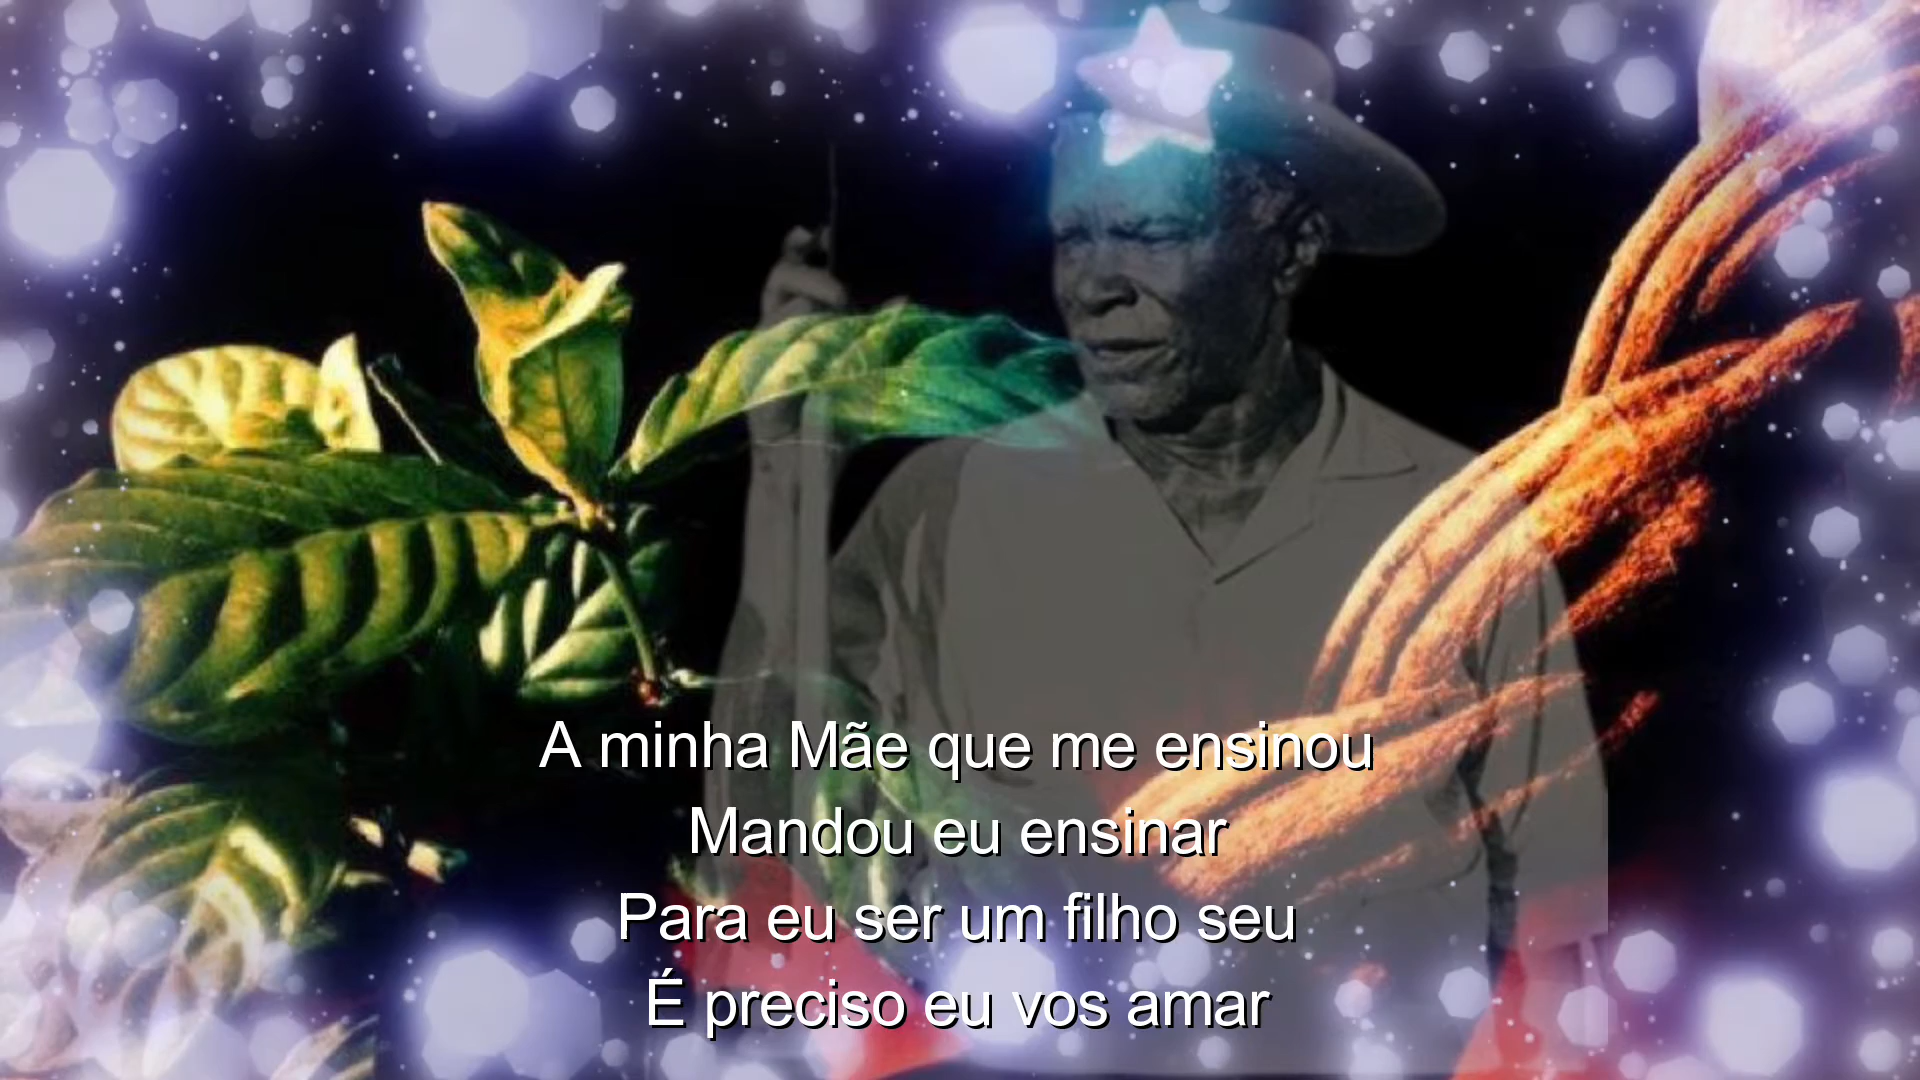 A minha Mãe que me ensinou
Mandou eu ensinar
Para eu ser um filho seu
É preciso eu vos amar